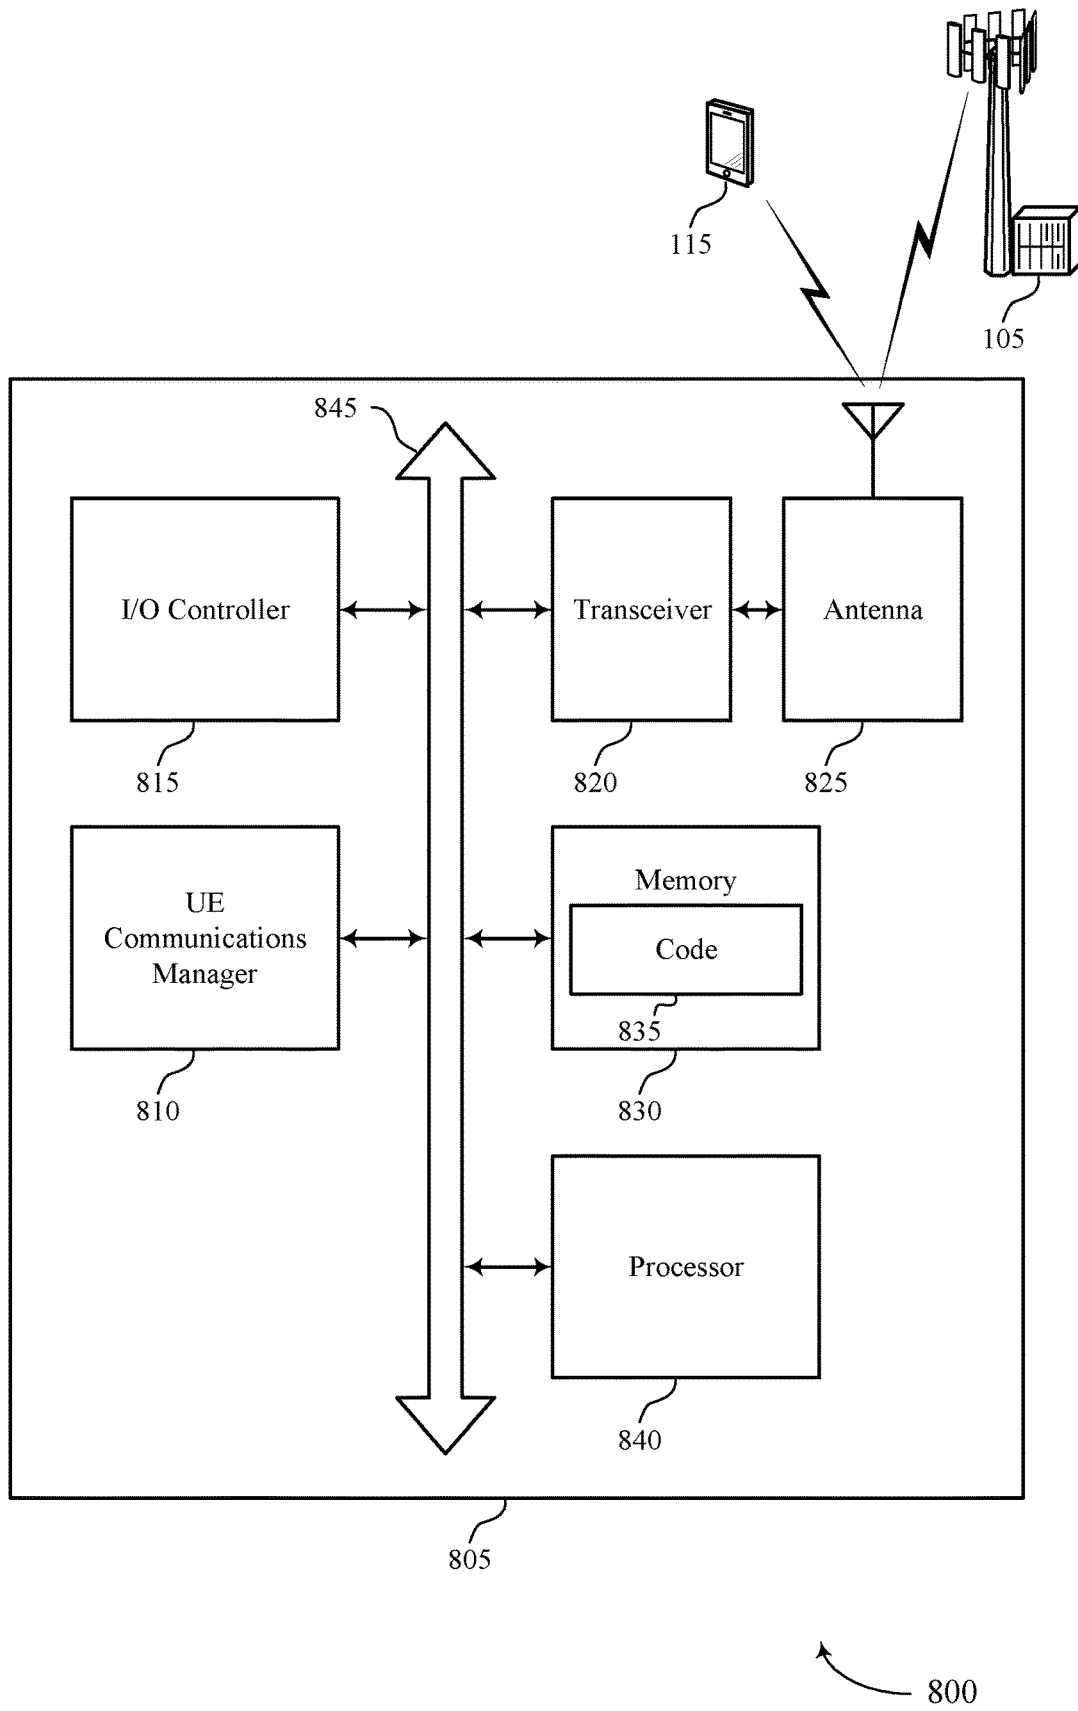 115
105
845
I/O Controller
Transceiver
Antenna
815
820
825
UE
Communications
Manager
Memory
Code
835
810
830
Processor
840
805
800